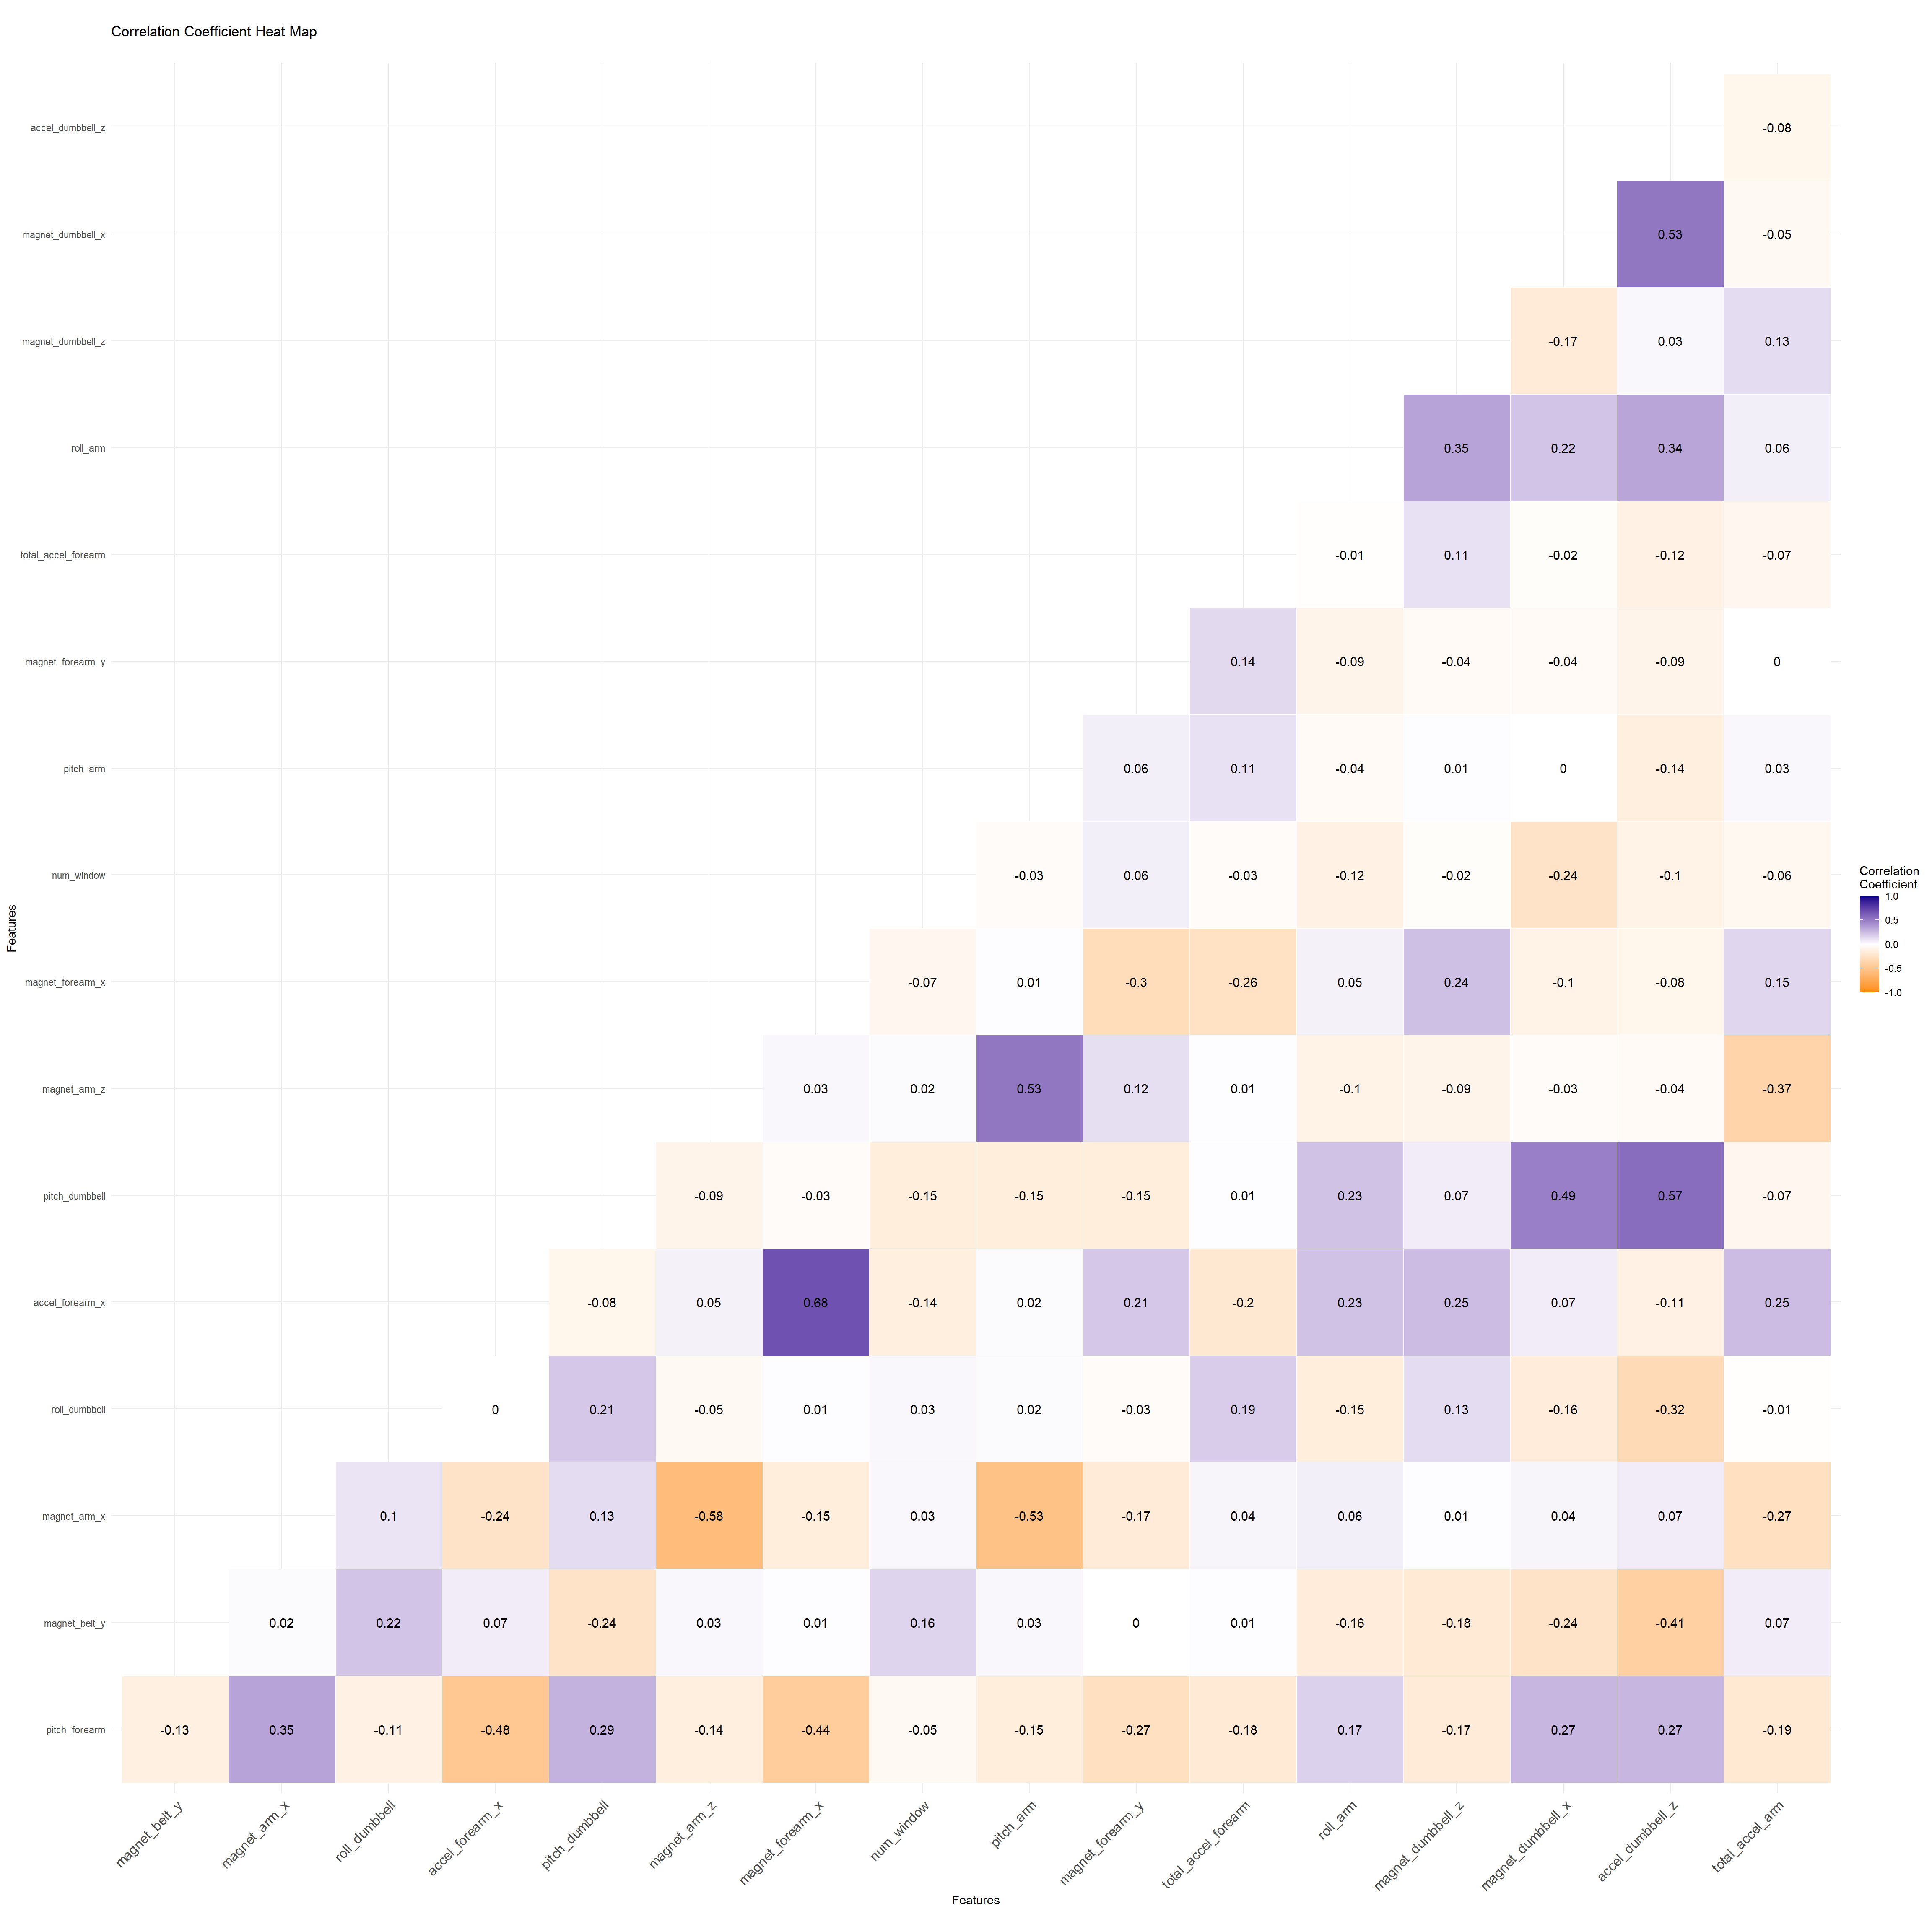 Correlation Coefficient Heat Map
accel_dumbbell_z -0.08
magnet_dumbbell_x 0.53 -0.05
magnet_dumbbell_z -0.17 0.03 0.13
roll_arm 0.35 0.22 0.34 0.06
total_accel_forearm -0.01 0.11 -0.02 -0.12 -0.07
magnet_forearm_y 0.14 -0.09 -0.04 -0.04 -0.09 0
pitch_arm 0.06 0.11 -0.04 0.01 0 -0.14 0.03
num_window -0.03 0.06 -0.03 -0.12 -0.02 -0.24 -0.1 -0.06
magnet_forearm_x -0.07 0.01 -0.3 -0.26 0.05 0.24 -0.1 -0.08 0.15
magnet_arm_z 0.03 0.02 0.53 0.12 0.01 -0.1 -0.09 -0.03 -0.04 -0.37
pitch_dumbbell -0.09 -0.03 -0.15 -0.15 -0.15 0.01 0.23 0.07 0.49 0.57 -0.07
accel_forearm_x -0.08 0.05 0.68 -0.14 0.02 0.21 -0.2 0.23 0.25 0.07 -0.11 0.25
roll_dumbbell 0 0.21 -0.05 0.01 0.03 0.02 -0.03 0.19 -0.15 0.13 -0.16 -0.32 -0.01
magnet_arm_x 0.1 -0.24 0.13 -0.58 -0.15 0.03 -0.53 -0.17 0.04 0.06 0.01 0.04 0.07 -0.27
magnet_belt_y 0.02 0.22 0.07 -0.24 0.03 0.01 0.16 0.03 0 0.01 -0.16 -0.18 -0.24 -0.41 0.07
pitch_forearm -0.13 0.35 -0.11 -0.48 0.29 -0.14 -0.44 -0.05 -0.15 -0.27 -0.18 0.17 -0.17 0.27 0.27 -0.19
magnet_belt_y
magnet_arm_x
roll_dumbbell
accel_forearm_x
pitch_dumbbell
magnet_arm_z
magnet_forearm_x
num_window
pitch_arm
magnet_forearm_y
total_accel_forearm
roll_arm
magnet_dumbbell_z
magnet_dumbbell_x
accel_dumbbell_z
total_accel_arm
Features
Features
Correlation
Coefficient
1.0
0.5
0.0
-0.5
-1.0